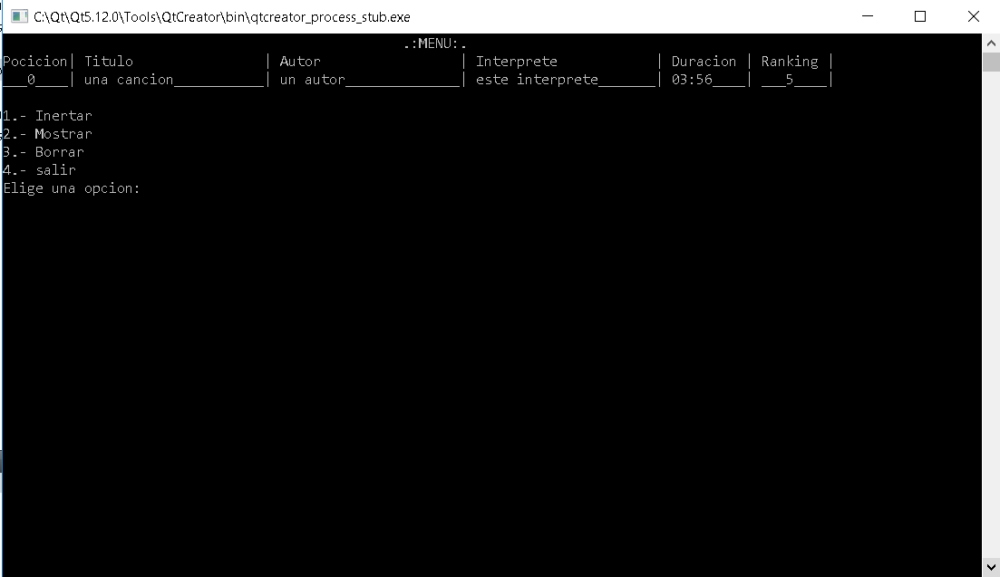 C:\Qt\Qt5.12.0\Tools\QtCreator\bin\qtcreator_process_stub.exe
.:MENU:.
Pocicion| Titulo | Autor | Interprete | Duracion | Ranking |
___0____| una cancion___________| un autor______________| este interprete_______| 03:56____| ___5____|
1.- Inertar
2.- Mostrar
3.- Borrar
4.- salir
Elige una opcion: